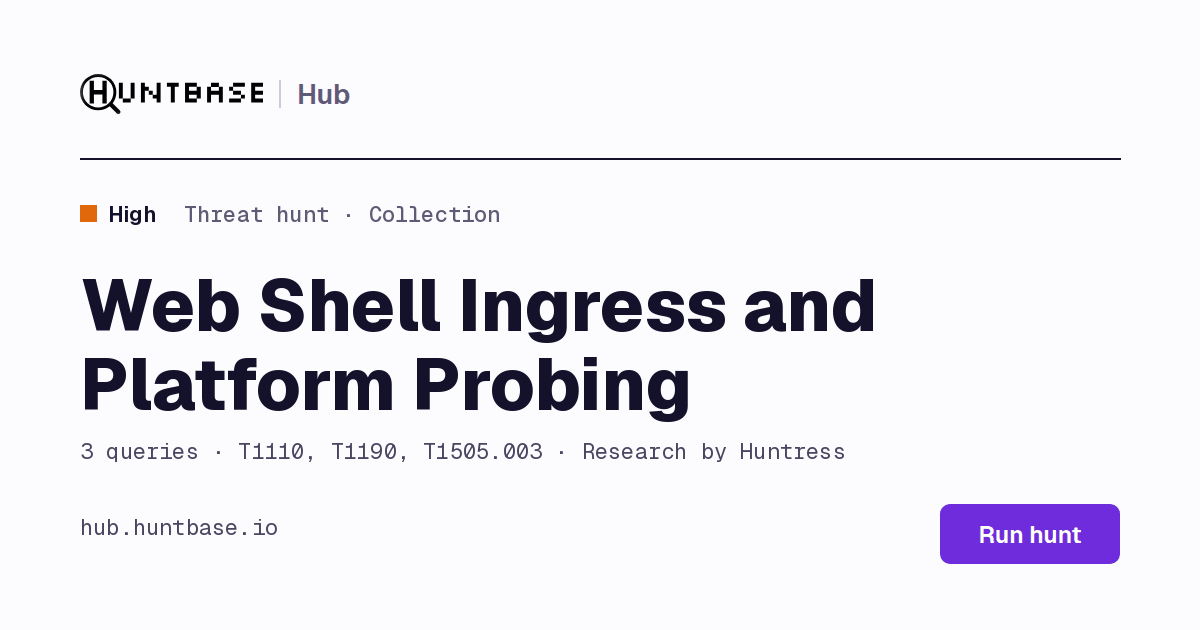 HUNTBASE | Hub
High Threat hunt · Collection
Web Shell Ingress and
Platform Probing
3 queries · T1110, T1190, T1505.003 · Research by Huntress
hub.huntbase.io
Run hunt